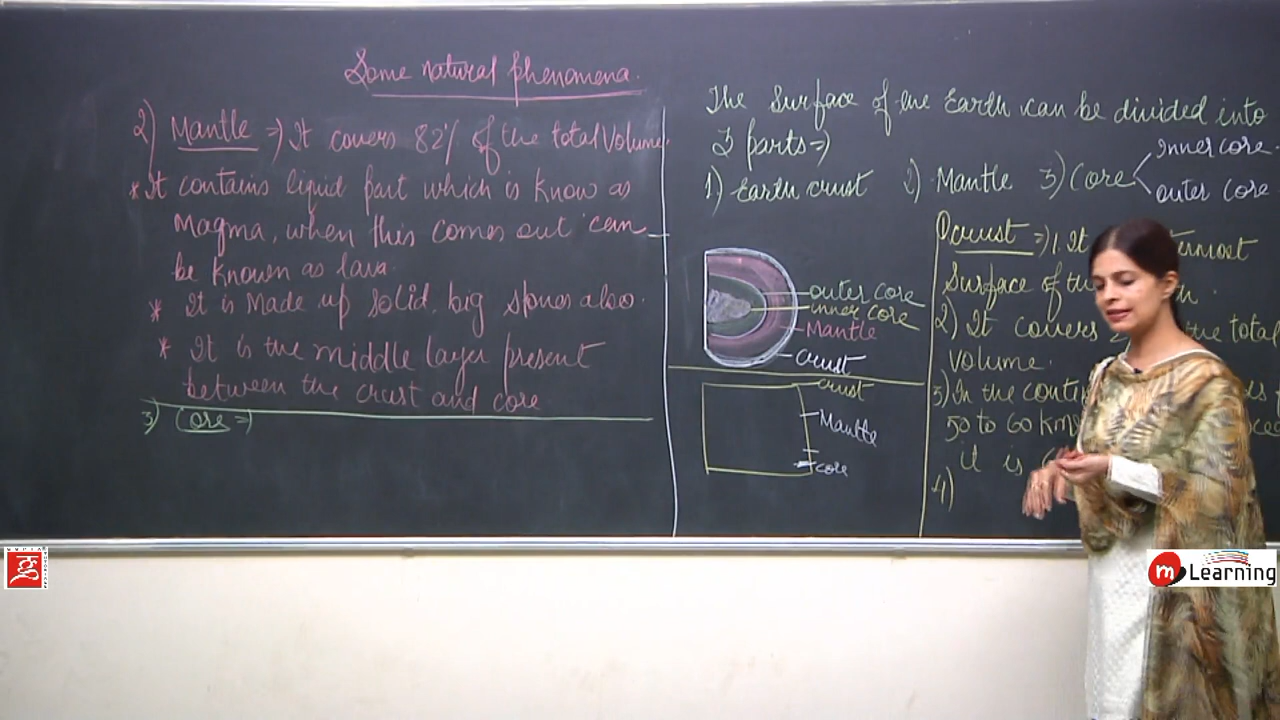 Some natural phenomena.
2) Mantle => It covers 82% of the total Volume.
* It contains liquid part which is know as
Magma, when this comes out can
be known as lava.
* It is Made up solid, big stones also.
* It is the middle layer present
between the crust and core
3) Core =>
The Surface of the Earth can be divided into
3 parts =>
1) Earth crust 2) Mantle 3) Core
inner core.
outer core
outer core
inner core
Mantle
crust
crust
Mantle
core
crust => 1. It
Surface of
2) It covers the total
volume.
3) In the
50 to 60 kms
it is
4)
m Learning